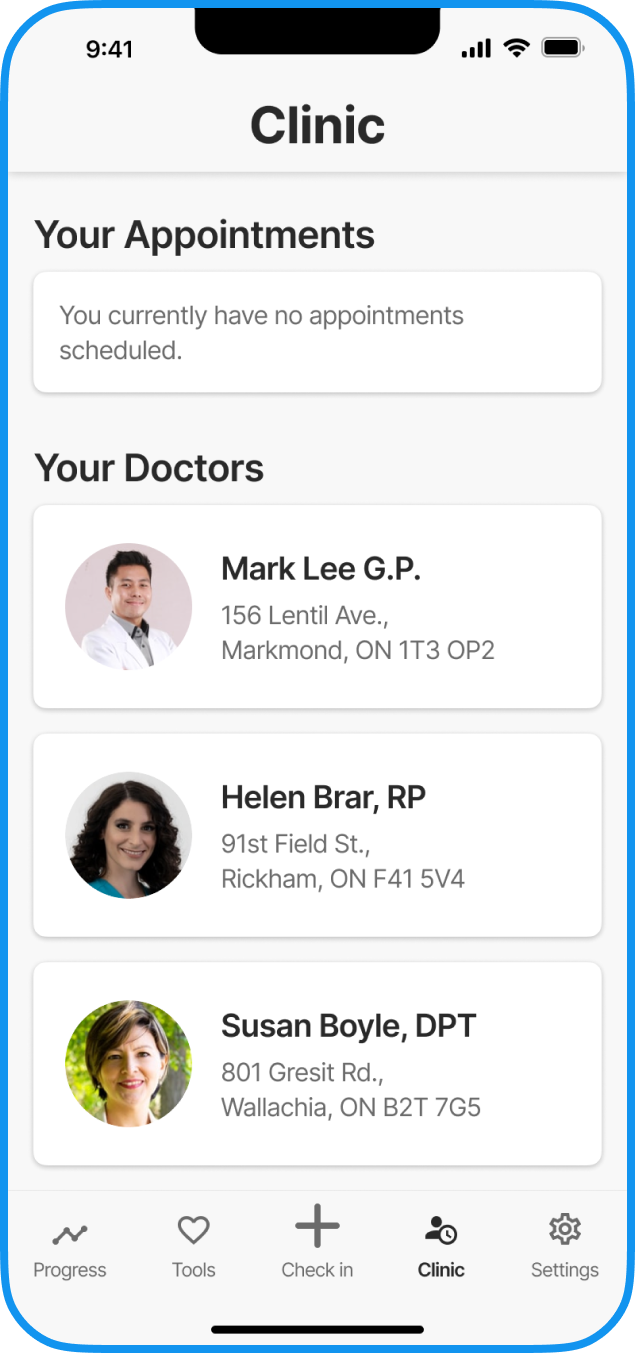 9:41
Clinic
Your Appointments
You currently have no appointments
scheduled.
Your Doctors
Mark Lee G.P.
156 Lentil Ave.,
Markmond, ON 1T3 OP2
Helen Brar, RP
91st Field St.,
Rickham, ON F41 5V4
Susan Boyle, DPT
801 Gresit Rd.,
Wallachia, ON B2T 7G5
Progress
Tools
Check in
Clinic
Settings